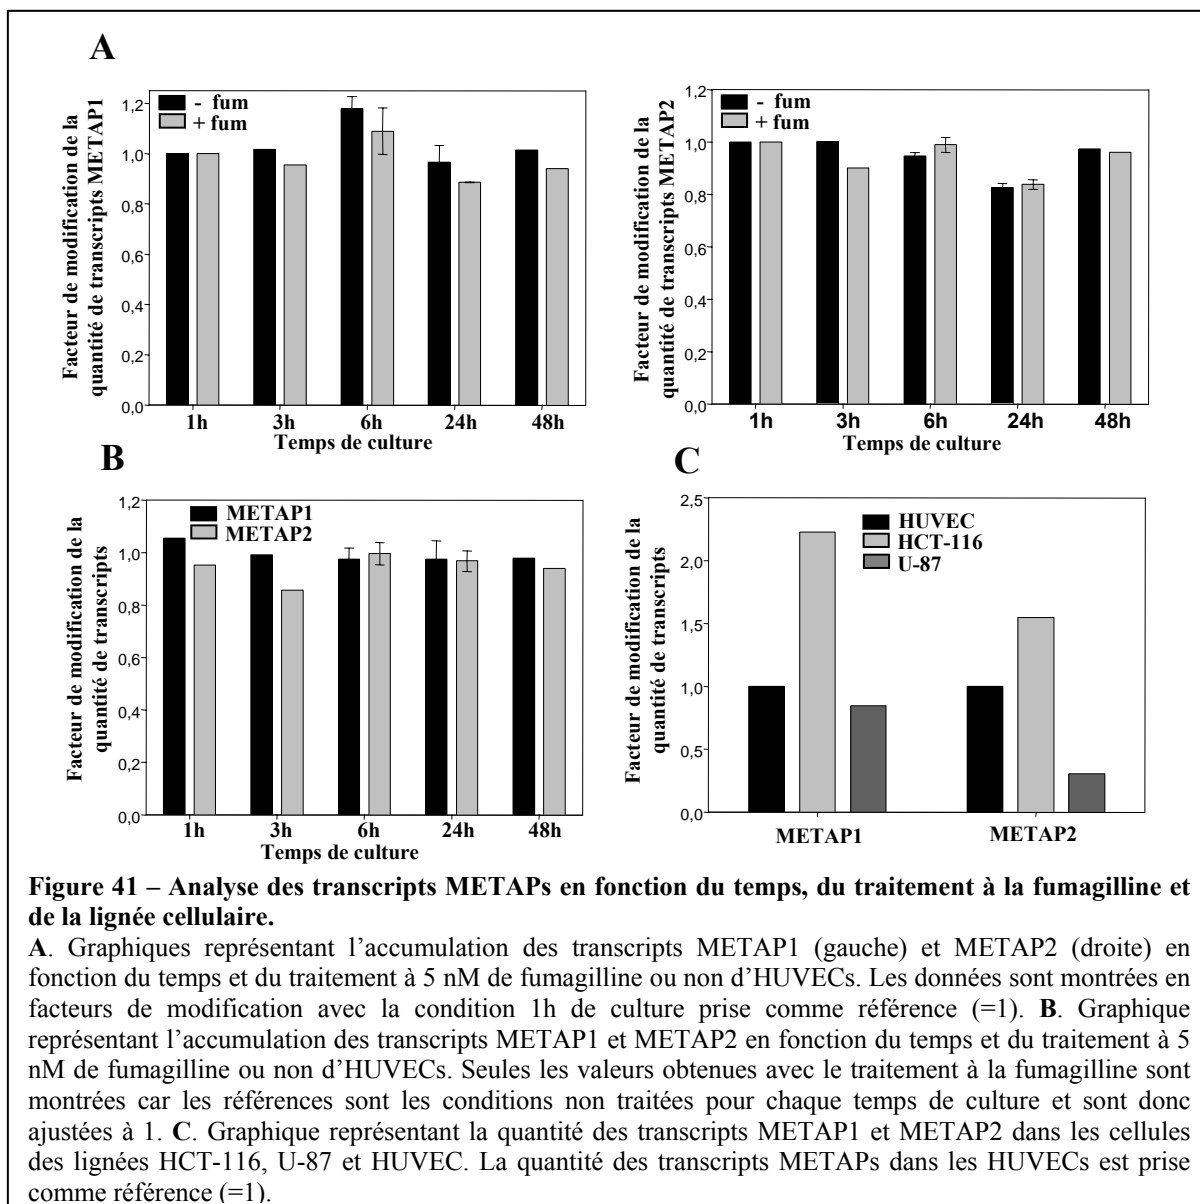 A
Facteur de modification de la
quantité de transcripts METAP1
- fum
+ fum
1,2
1,0
0,8
0,6
0,4
0,2
0,0
1h 3h 6h 24h 48h
Temps de culture
Facteur de modification de la
quantité de transcripts METAP2
- fum
+ fum
1,2
1,0
0,8
0,6
0,4
0,2
0,0
1h 3h 6h 24h 48h
Temps de culture
B
Facteur de modification de la
quantité de transcripts
METAP1
METAP2
1,2
1,0
0,8
0,6
0,4
0,2
0,0
1h 3h 6h 24h 48h
Temps de culture
C
Facteur de modification de la
quantité de transcripts
HUVEC
HCT-116
U-87
2,5
2,0
1,5
1,0
0,5
0,0
METAP1 METAP2
Figure 41 – Analyse des transcripts METAPs en fonction du temps, du traitement à la fumagilline et
de la lignée cellulaire.
A. Graphiques représentant l’accumulation des transcripts METAP1 (gauche) et METAP2 (droite) en
fonction du temps et du traitement à 5 nM de fumagilline ou non d’HUVECs. Les données sont montrées en
facteurs de modification avec la condition 1h de culture prise comme référence (=1). B. Graphique
représentant l’accumulation des transcripts METAP1 et METAP2 en fonction du temps et du traitement à 5
nM de fumagilline ou non d’HUVECs. Seules les valeurs obtenues avec le traitement à la fumagilline sont
montrées car les références sont les conditions non traitées pour chaque temps de culture et sont donc
ajustées à 1. C. Graphique représentant la quantité des transcripts METAP1 et METAP2 dans les cellules
des lignées HCT-116, U-87 et HUVEC. La quantité des transcripts METAPs dans les HUVECs est prise
comme référence (=1).